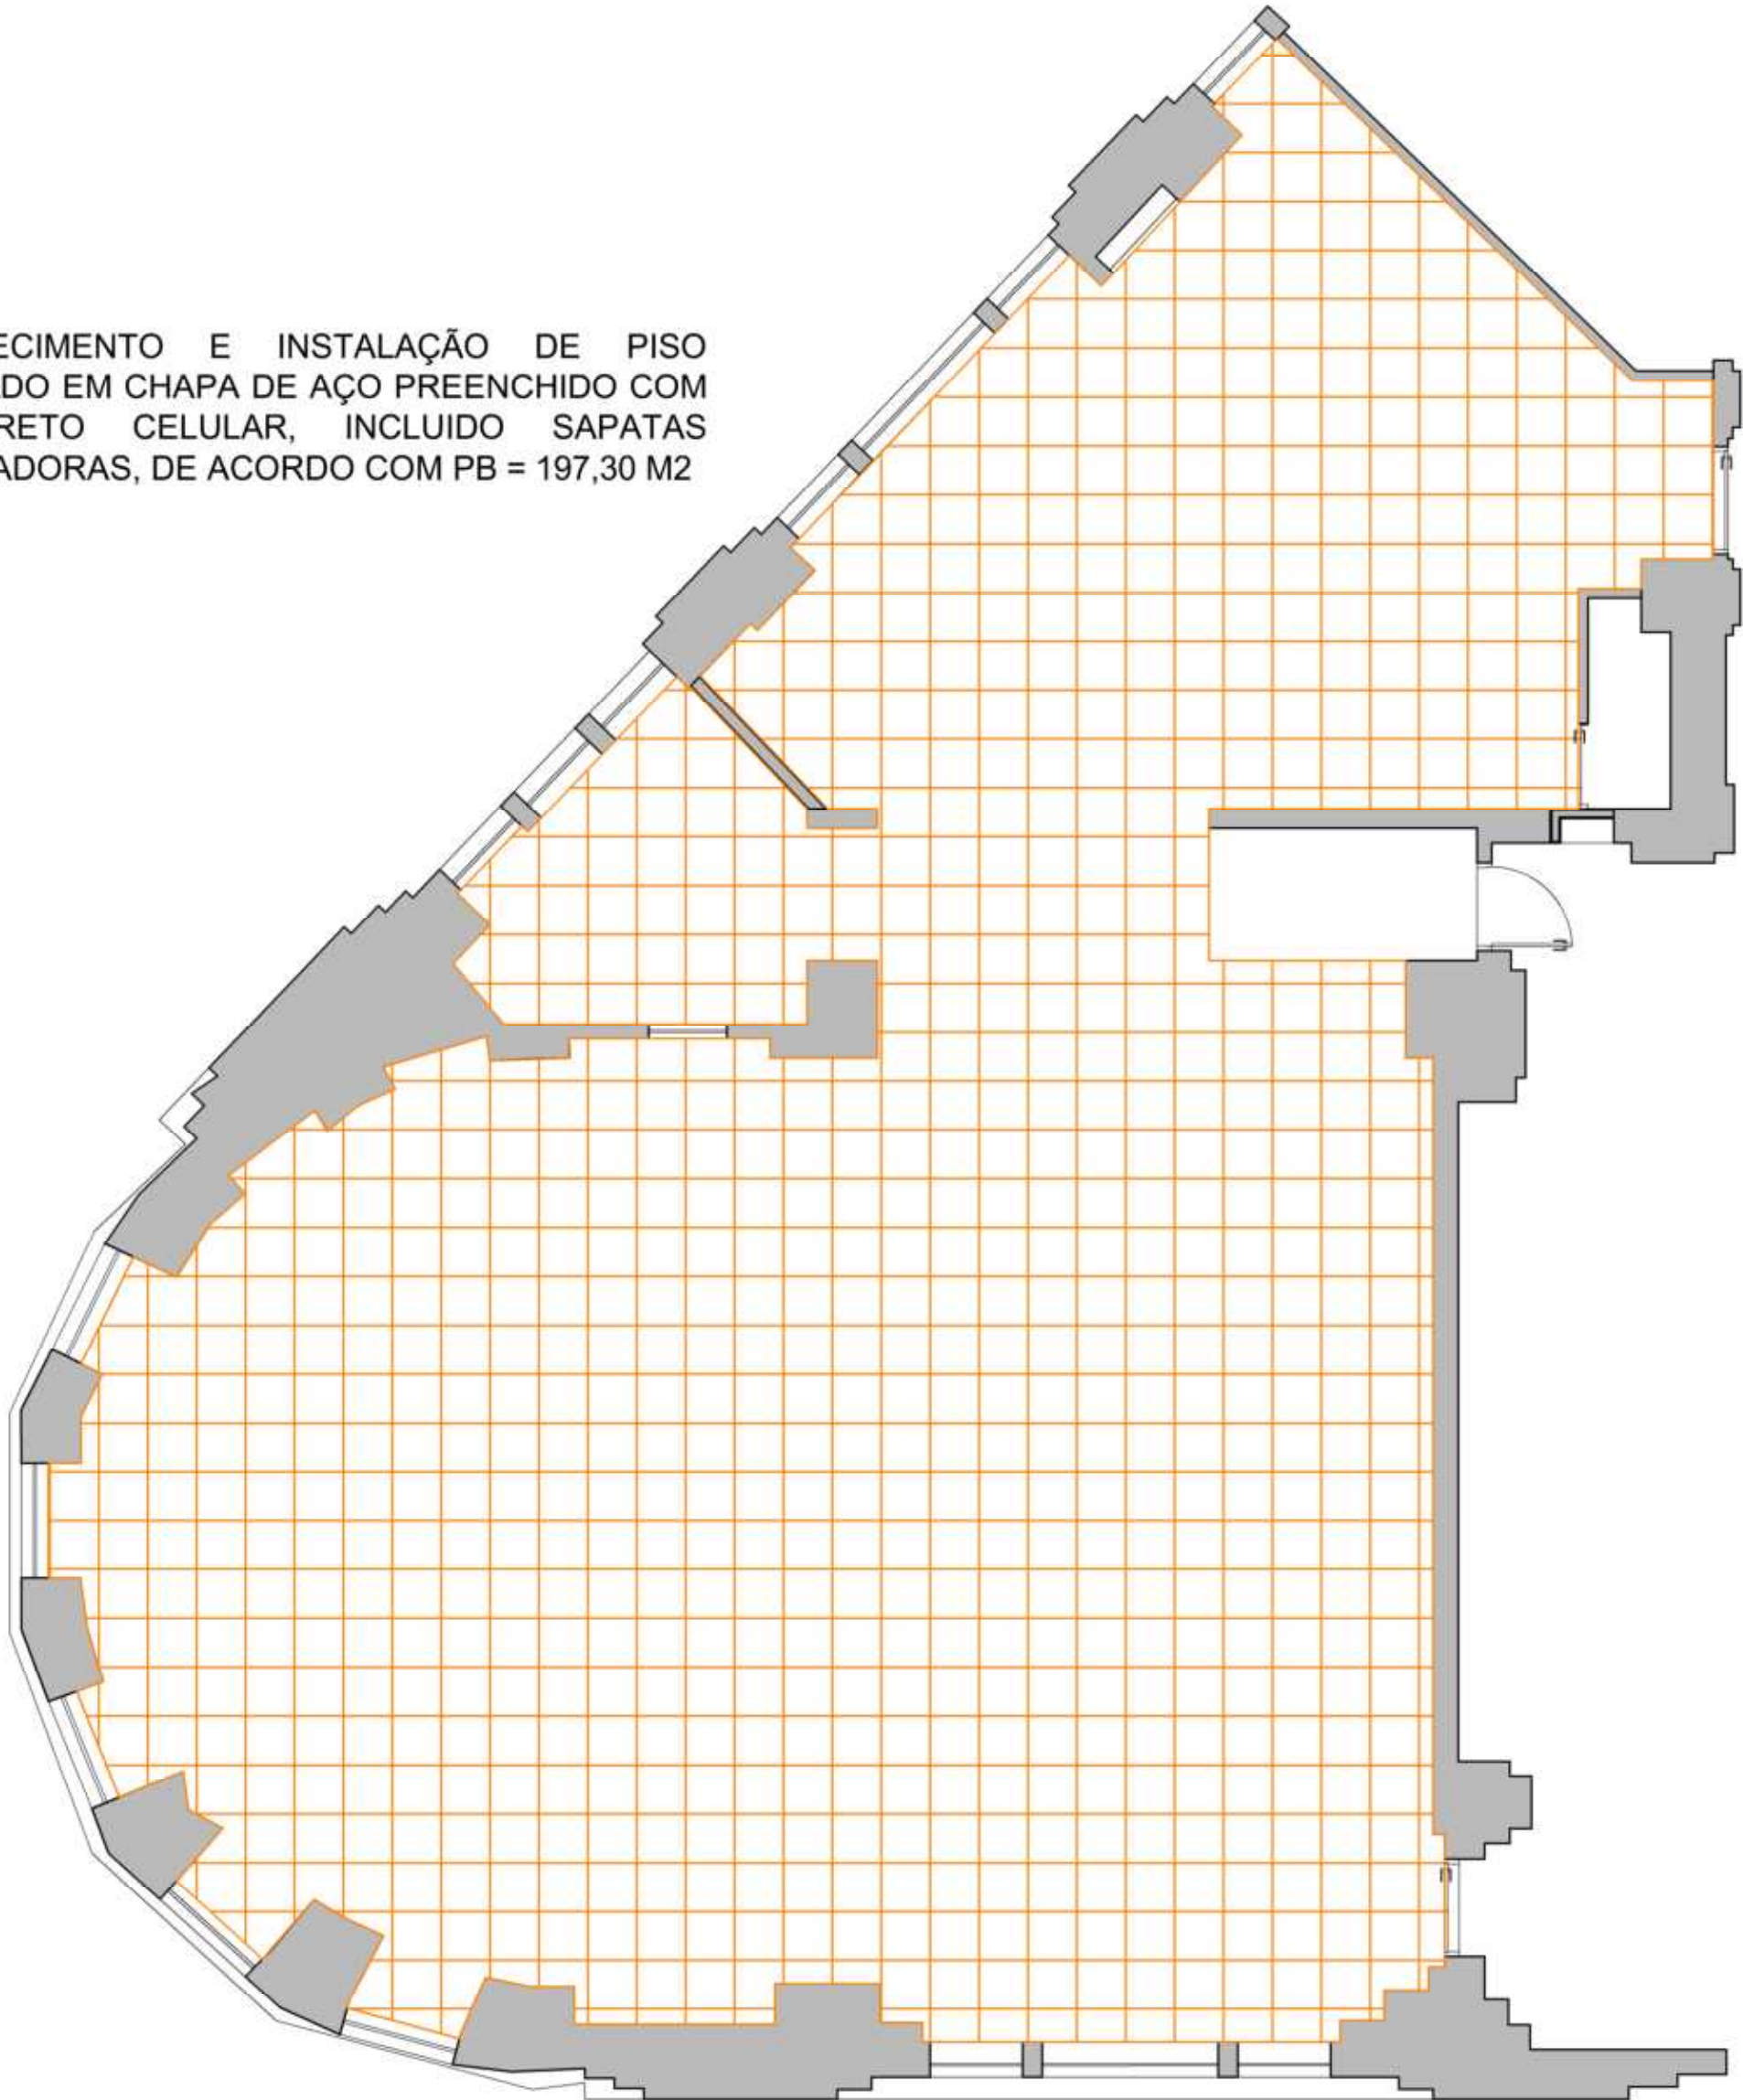 ECIMENTO E INSTALAÇÃO DE PISO
DO EM CHAPA DE AÇO PREENCHIDO COM
RETO CELULAR, INCLUIDO SAPATAS
ADORAS, DE ACORDO COM PB = 197,30 M2